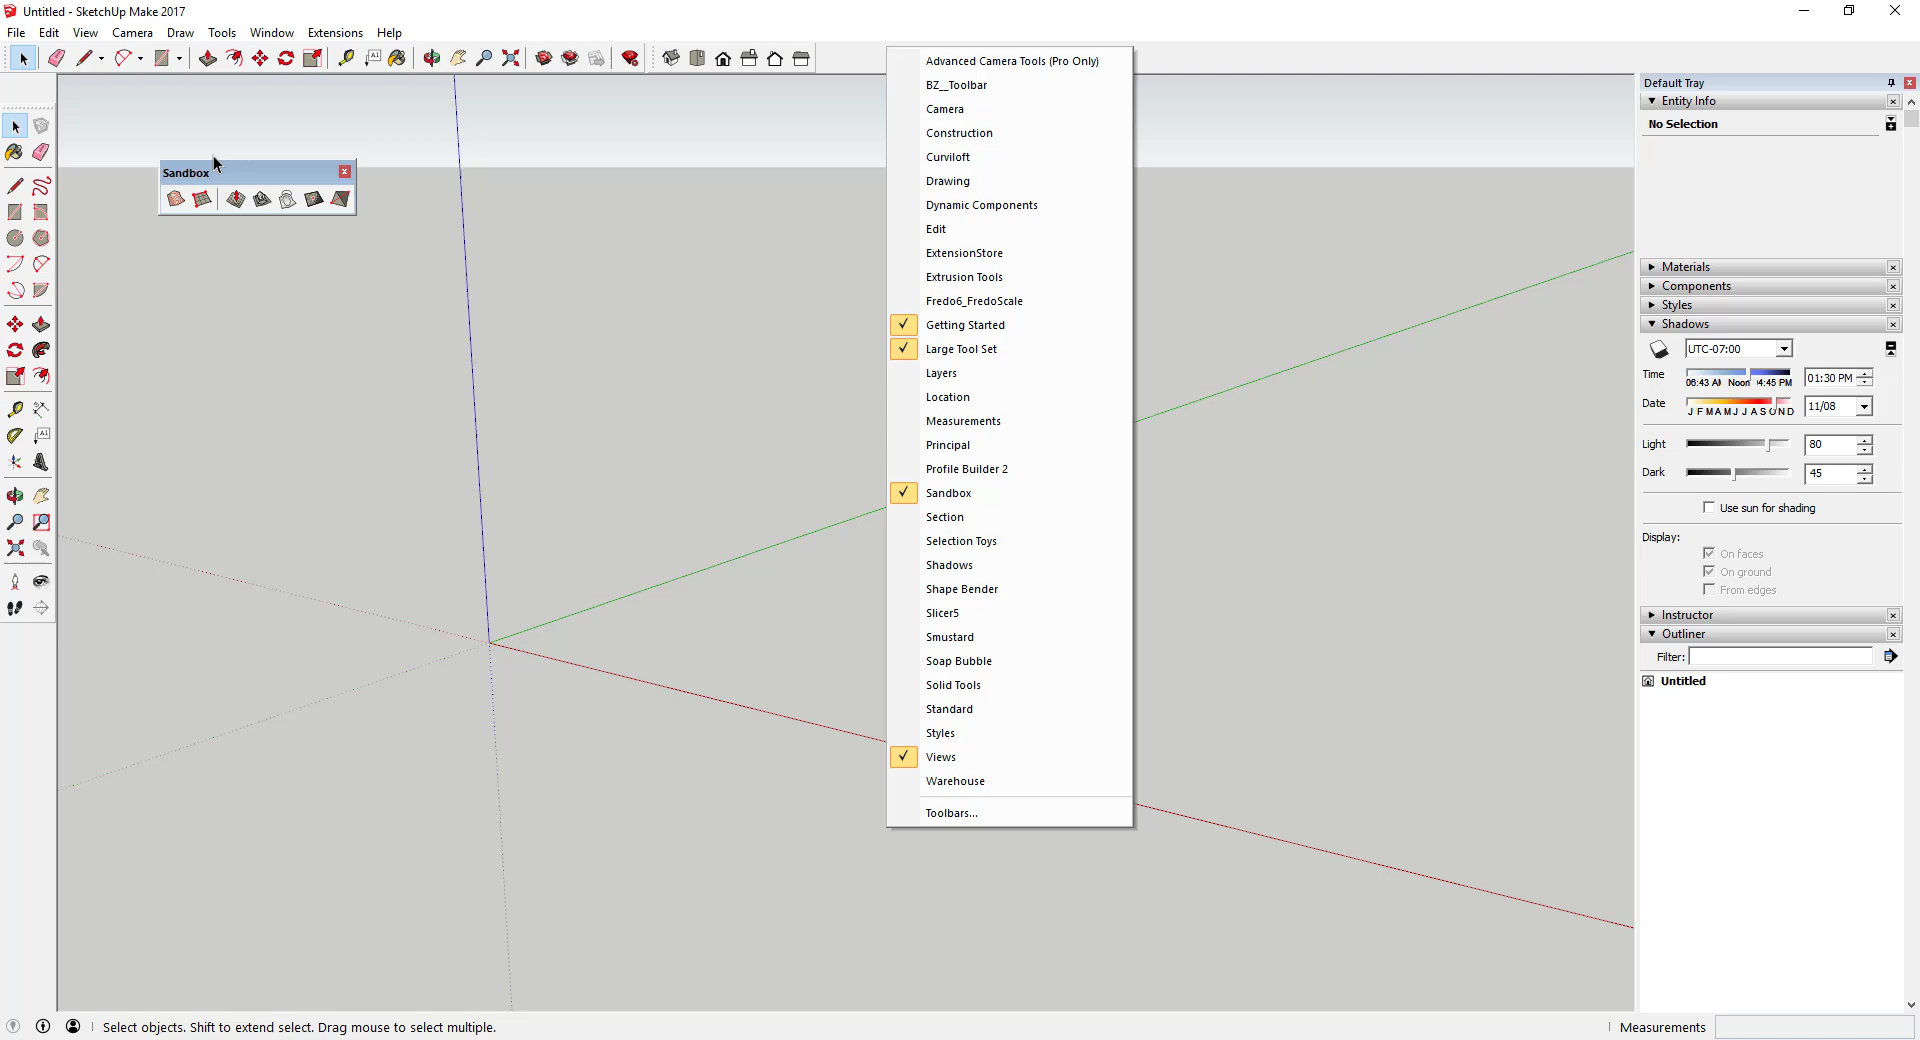 Untitled - SketchUp Make 2017
File Edit View Camera Draw Tools Window Extensions Help
Sandbox
Advanced Camera Tools (Pro Only)
BZ__Toolbar
Camera
Construction
Curviloft
Drawing
Dynamic Components
Edit
ExtensionStore
Extrusion Tools
Fredo6_FredoScale
Getting Started
Large Tool Set
Layers
Location
Measurements
Principal
Profile Builder 2
Sandbox
Section
Selection Toys
Shadows
Shape Bender
Slicer5
Smustard
Soap Bubble
Solid Tools
Standard
Styles
Views
Warehouse
Toolbars...
Default Tray
Entity Info
No Selection
Materials
Components
Styles
Shadows
UTC-07:00
Time 06:43 AM Noon 4:45 PM 01:30 PM
Date J F M A M J J A S O N D 11/08
Light 80
Dark 45
Use sun for shading
Display:
On faces
On ground
From edges
Instructor
Outliner
Filter:
Untitled
Select objects. Shift to extend select. Drag mouse to select multiple.
Measurements